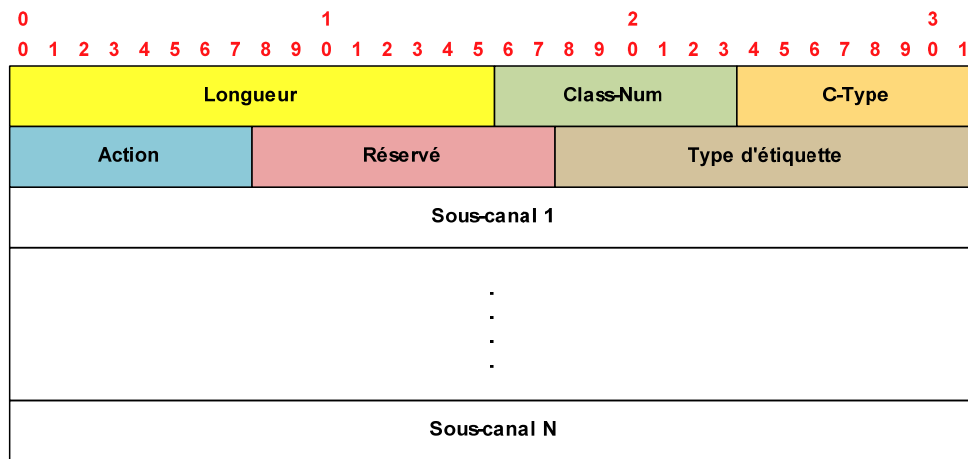 0 1 2 3
0 1 2 3 4 5 6 7 8 9 0 1 2 3 4 5 6 7 8 9 0 1 2 3 4 5 6 7 8 9 0 1
Longueur Class-Num C-Type
Action Réservé Type d'étiquette
Sous-canal 1
.
.
.
.
Sous-canal N